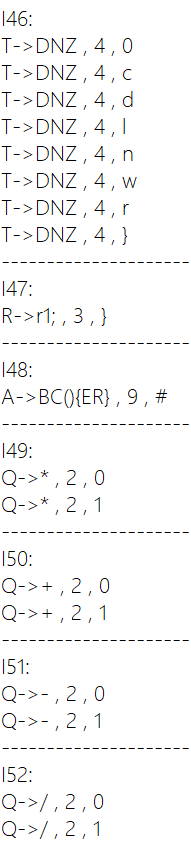 I46:
T->DNZ , 4 , 0
T->DNZ , 4 , c
T->DNZ , 4 , d
T->DNZ , 4 , l
T->DNZ , 4 , n
T->DNZ , 4 , w
T->DNZ , 4 , r
T->DNZ , 4 , }
---------------------
I47:
R->r1; , 3 , }
---------------------
I48:
A->BC(){ER} , 9 , #
---------------------
I49:
Q->* , 2 , 0
Q->* , 2 , 1
---------------------
I50:
Q->+ , 2 , 0
Q->+ , 2 , 1
---------------------
I51:
Q->- , 2 , 0
Q->- , 2 , 1
---------------------
I52:
Q->/ , 2 , 0
Q->/ , 2 , 1